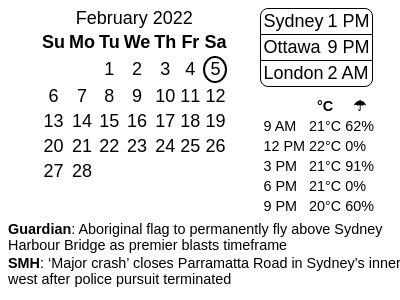 February 2022
Su Mo Tu We Th Fr Sa
1 2 3 4 5
6 7 8 9 10 11 12
13 14 15 16 17 18 19
20 21 22 23 24 25 26
27 28
Sydney 1 PM
Ottawa 9 PM
London 2 AM
°C ☂
9 AM 21°C 62%
12 PM 22°C 0%
3 PM 21°C 91%
6 PM 21°C 0%
9 PM 20°C 60%
Guardian: Aboriginal flag to permanently fly above Sydney
Harbour Bridge as premier blasts timeframe
SMH: ‘Major crash’ closes Parramatta Road in Sydney’s inner
west after police pursuit terminated